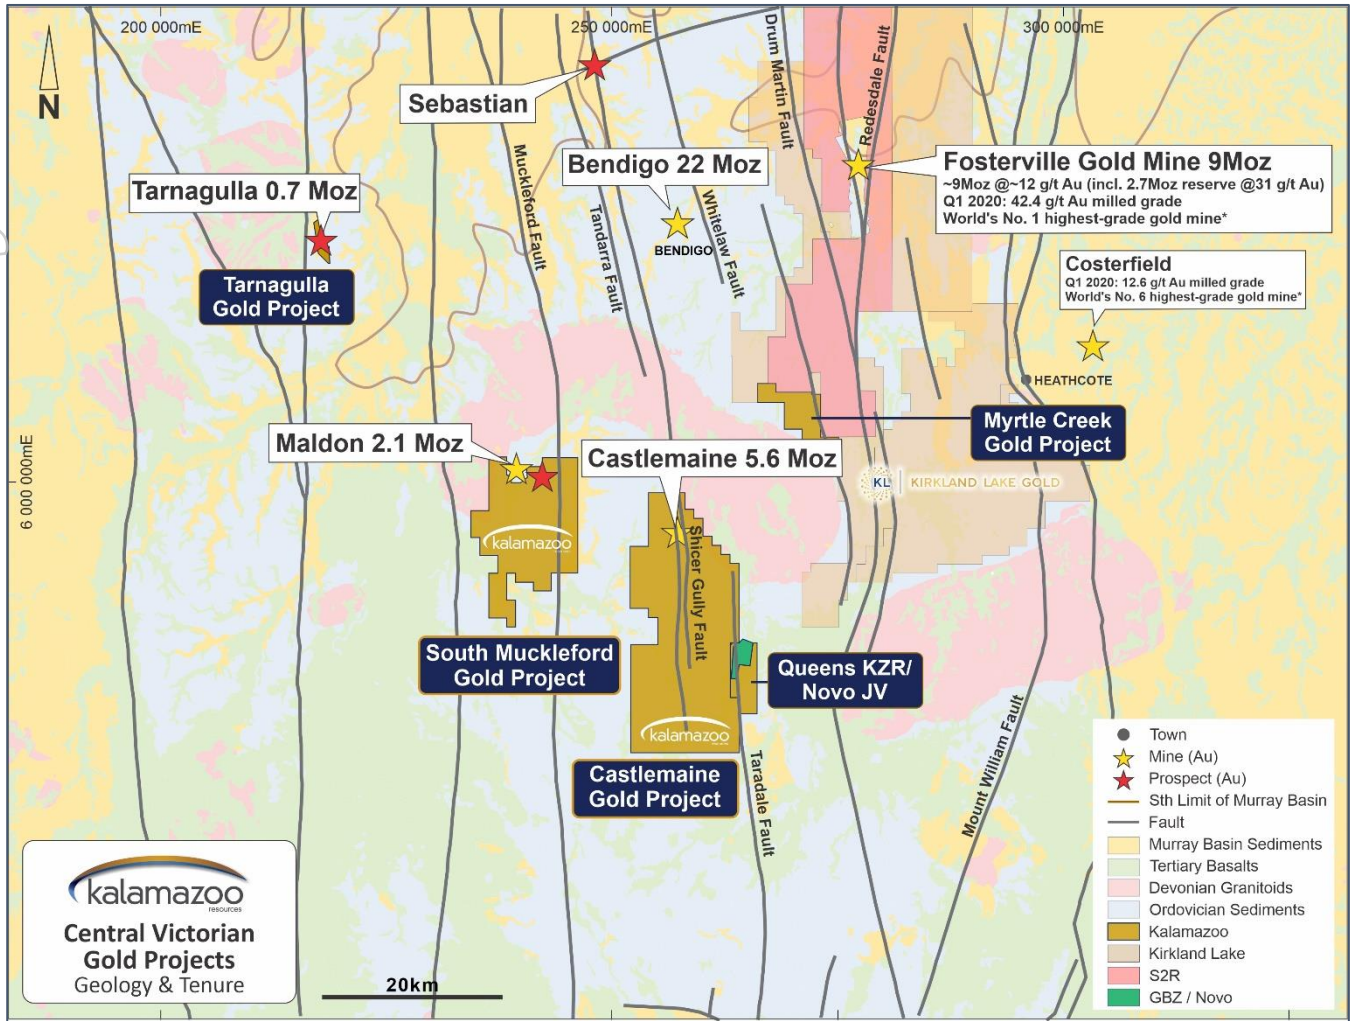 200 000mE
250 000mE
300 000mE
N
Sebastian
Drum Martin Fault
Redesdale Fault
Muckleford Fault
Tandarra Fault
Whitelaw Fault
Bendigo 22 Moz
BENDIGO
Tarnagulla 0.7 Moz
Tarnagulla
Gold Project
Fosterville Gold Mine 9Moz
~9Moz @~12 g/t Au (incl. 2.7Moz reserve @31 g/t Au)
Q1 2020: 42.4 g/t Au milled grade
World's No. 1 highest-grade gold mine*
Costerfield
Q1 2020: 12.6 g/t Au milled grade
World's No. 6 highest-grade gold mine*
HEATHCOTE
Myrtle Creek
Gold Project
Maldon 2.1 Moz
Castlemaine 5.6 Moz
KL
KIRKLAND LAKE GOLD
6 000 000mE
kalamazoo
Shicer Gully Fault
South Muckleford
Gold Project
Queens KZR/
Novo JV
kalamazoo
Castlemaine
Gold Project
Taradale Fault
Mount William Fault
Town
Mine (Au)
Prospect (Au)
Sth Limit of Murray Basin
Fault
Murray Basin Sediments
Tertiary Basalts
Devonian Granitoids
Ordovician Sediments
Kalamazoo
Kirkland Lake
S2R
GBZ / Novo
kalamazoo
resources
Central Victorian
Gold Projects
Geology & Tenure
20km